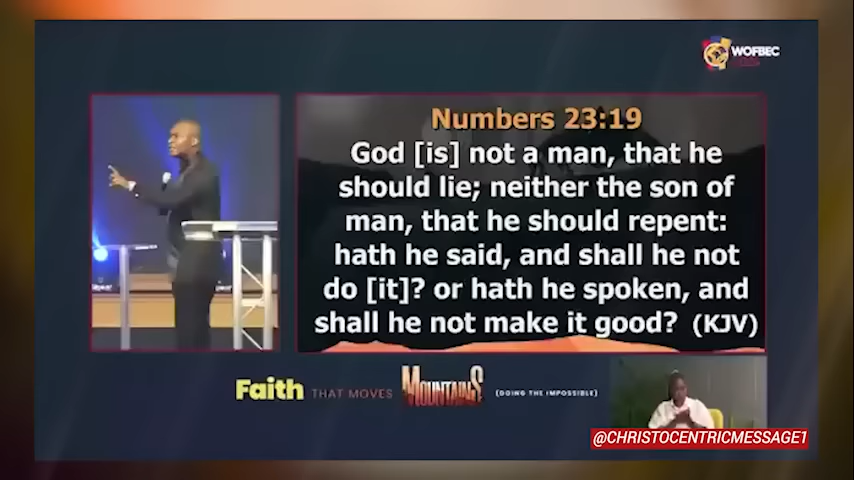 WOFBEC
Numbers 23:19
God [is] not a man, that he
should lie; neither the son of
man, that he should repent:
hath he said, and shall he not
do [it]? or hath he spoken, and
shall he not make it good? (KJV)
Faith THAT MOVES MOUNTAINS (DOING THE IMPOSSIBLE)
@CHRISTOCENTRICMESSAGE1